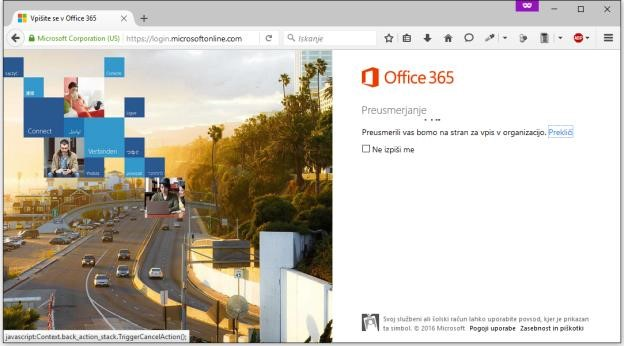 Vpišite se v Office 365
Microsoft Corporation (US) https://login.microsoftonline.com
Iskanje
ABP
Connect
Verbinden
Office 365
Preusmerjanje
Preusmerili vas bomo na stran za vpis v organizacijo. Prekliči
Ne izpiši me
Svoj službeni ali šolski račun lahko uporabite povsod, kjer je prikazan
ta simbol. © 2016 Microsoft Pogoji uporabe Zasebnost in piškotki
javascript:Context.back_action_stack.TriggerCancelAction();